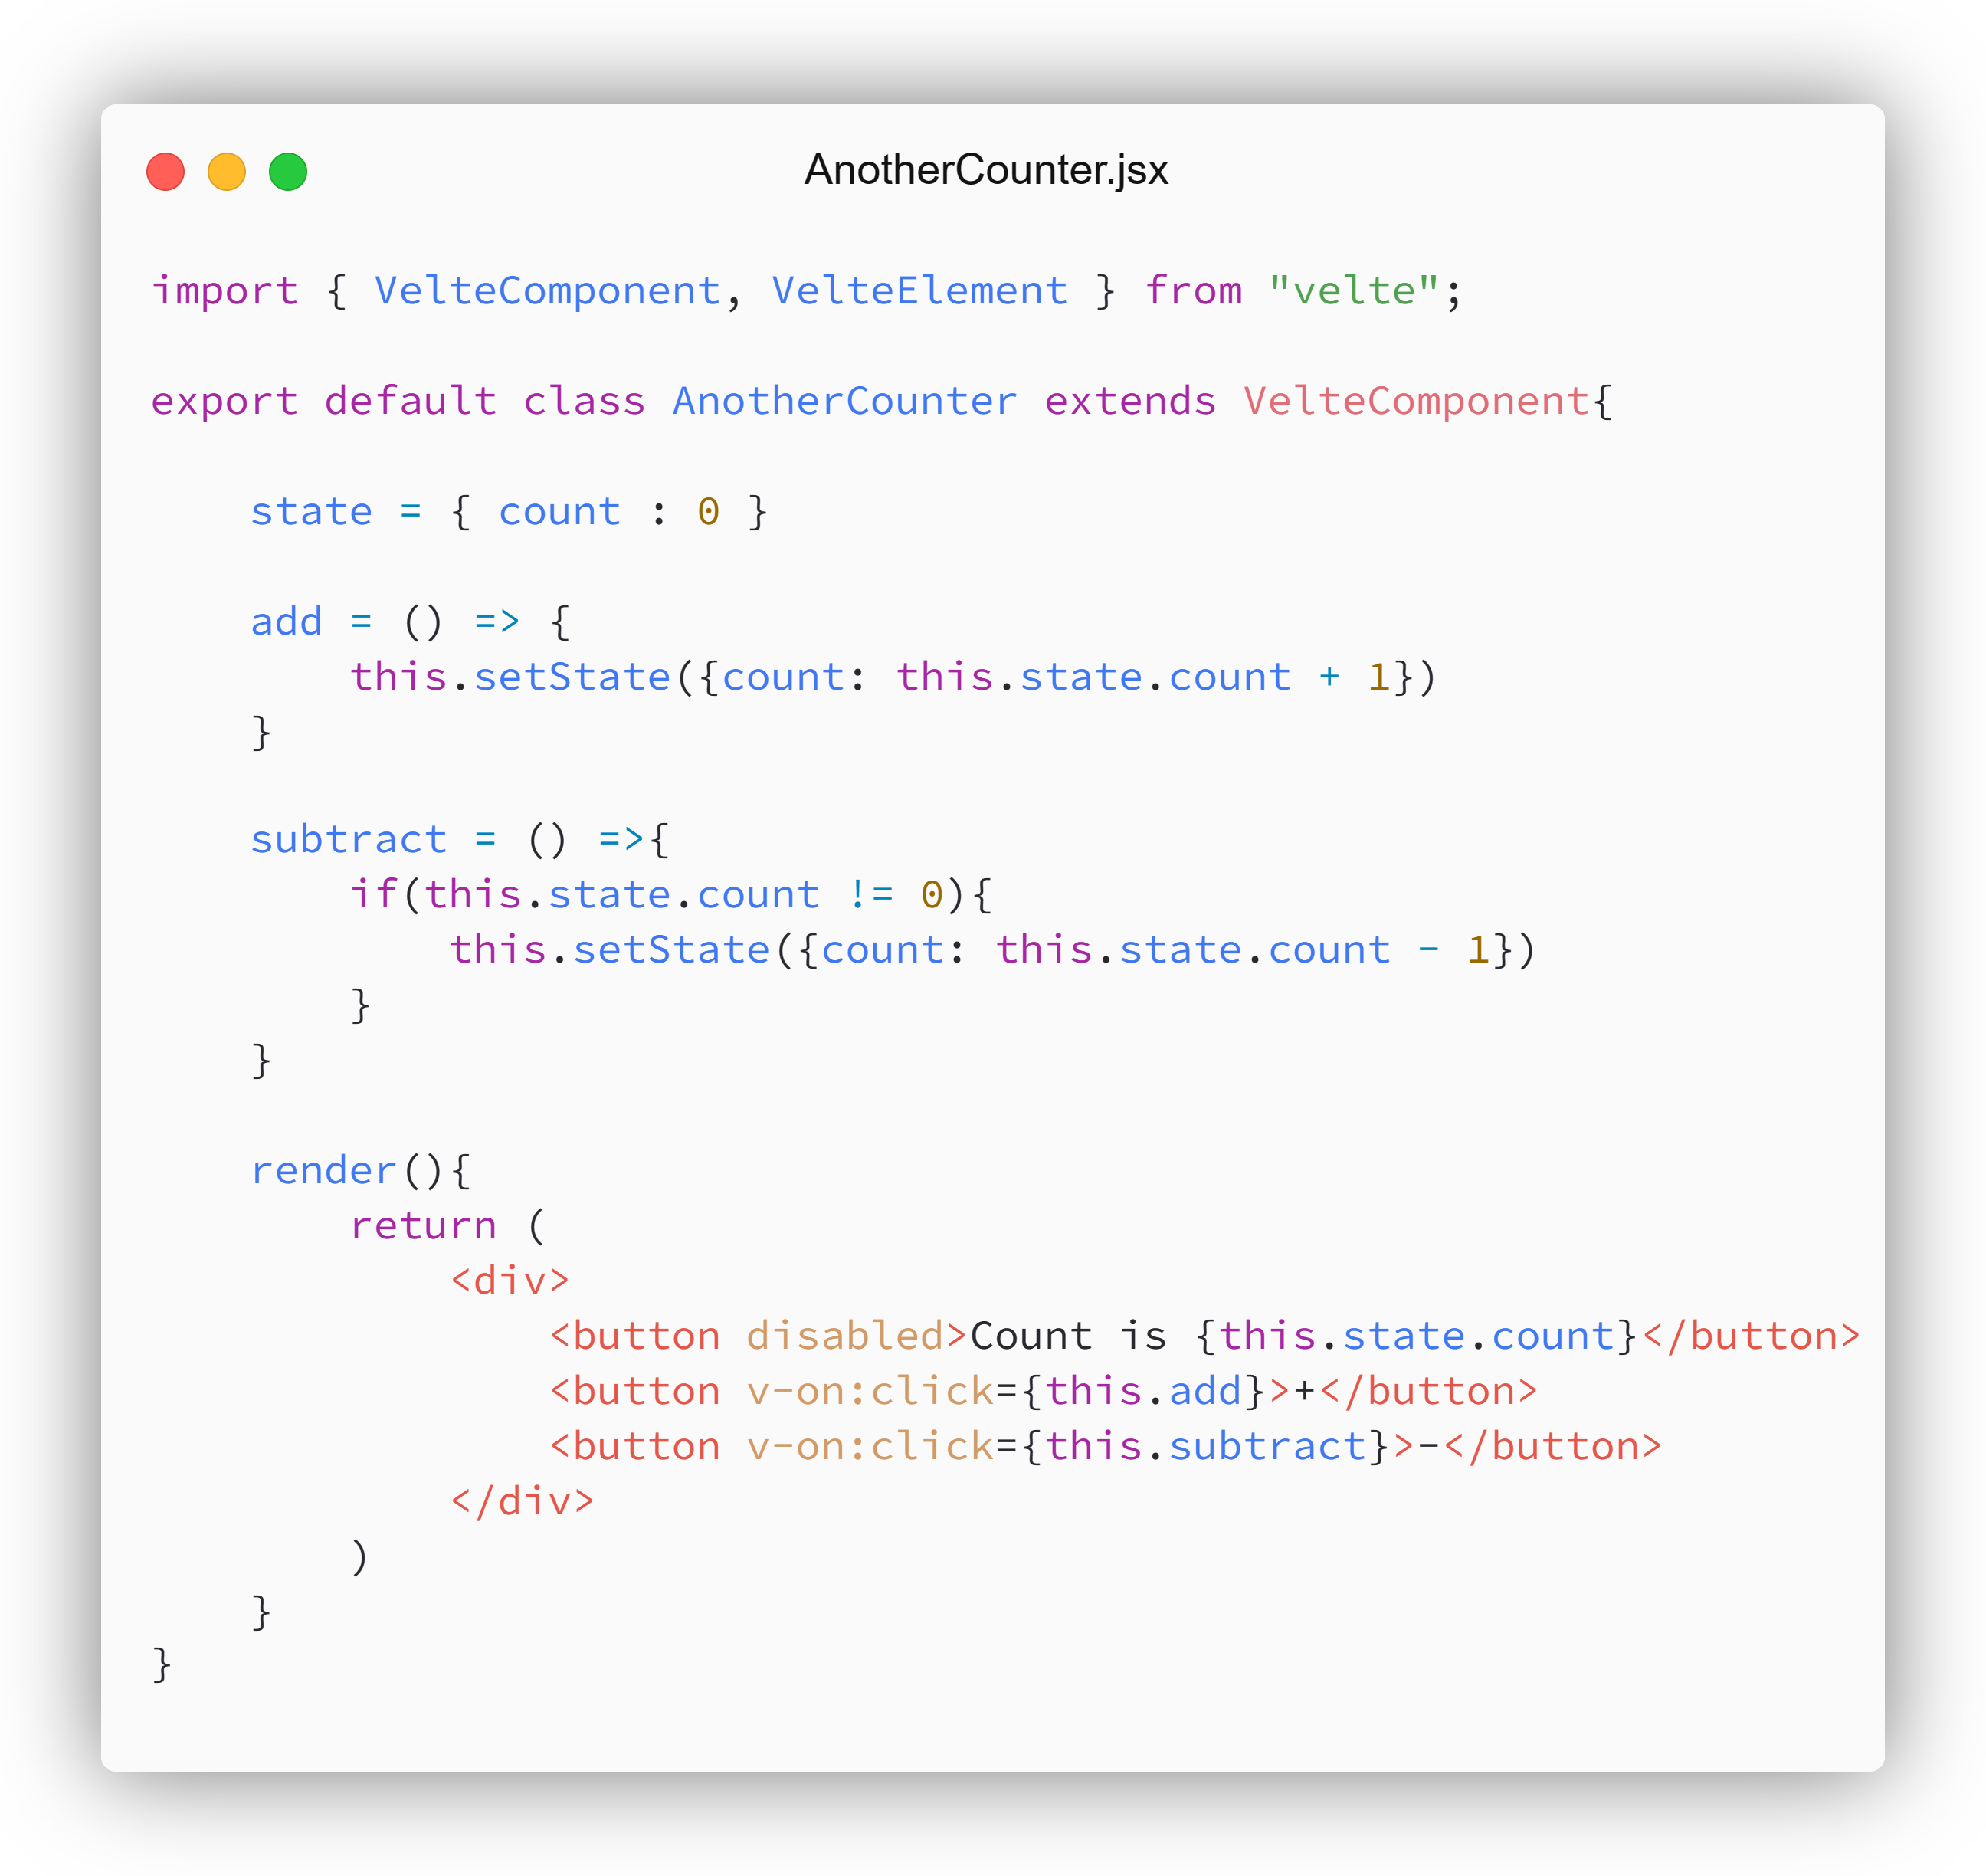 AnotherCounter.jsx
import { VelteComponent, VelteElement } from "velte";
export default class AnotherCounter extends VelteComponent{
    state = { count : 0 }
    add = () => {
        this.setState({count: this.state.count + 1})
    }
    subtract = () =>{
        if(this.state.count != 0){
            this.setState({count: this.state.count - 1})
        }
    }
    render(){
        return (
            <div>
                <button disabled>Count is {this.state.count}</button>
                <button v-on:click={this.add}>+</button>
                <button v-on:click={this.subtract}>-</button>
            </div>
        )
    }
}